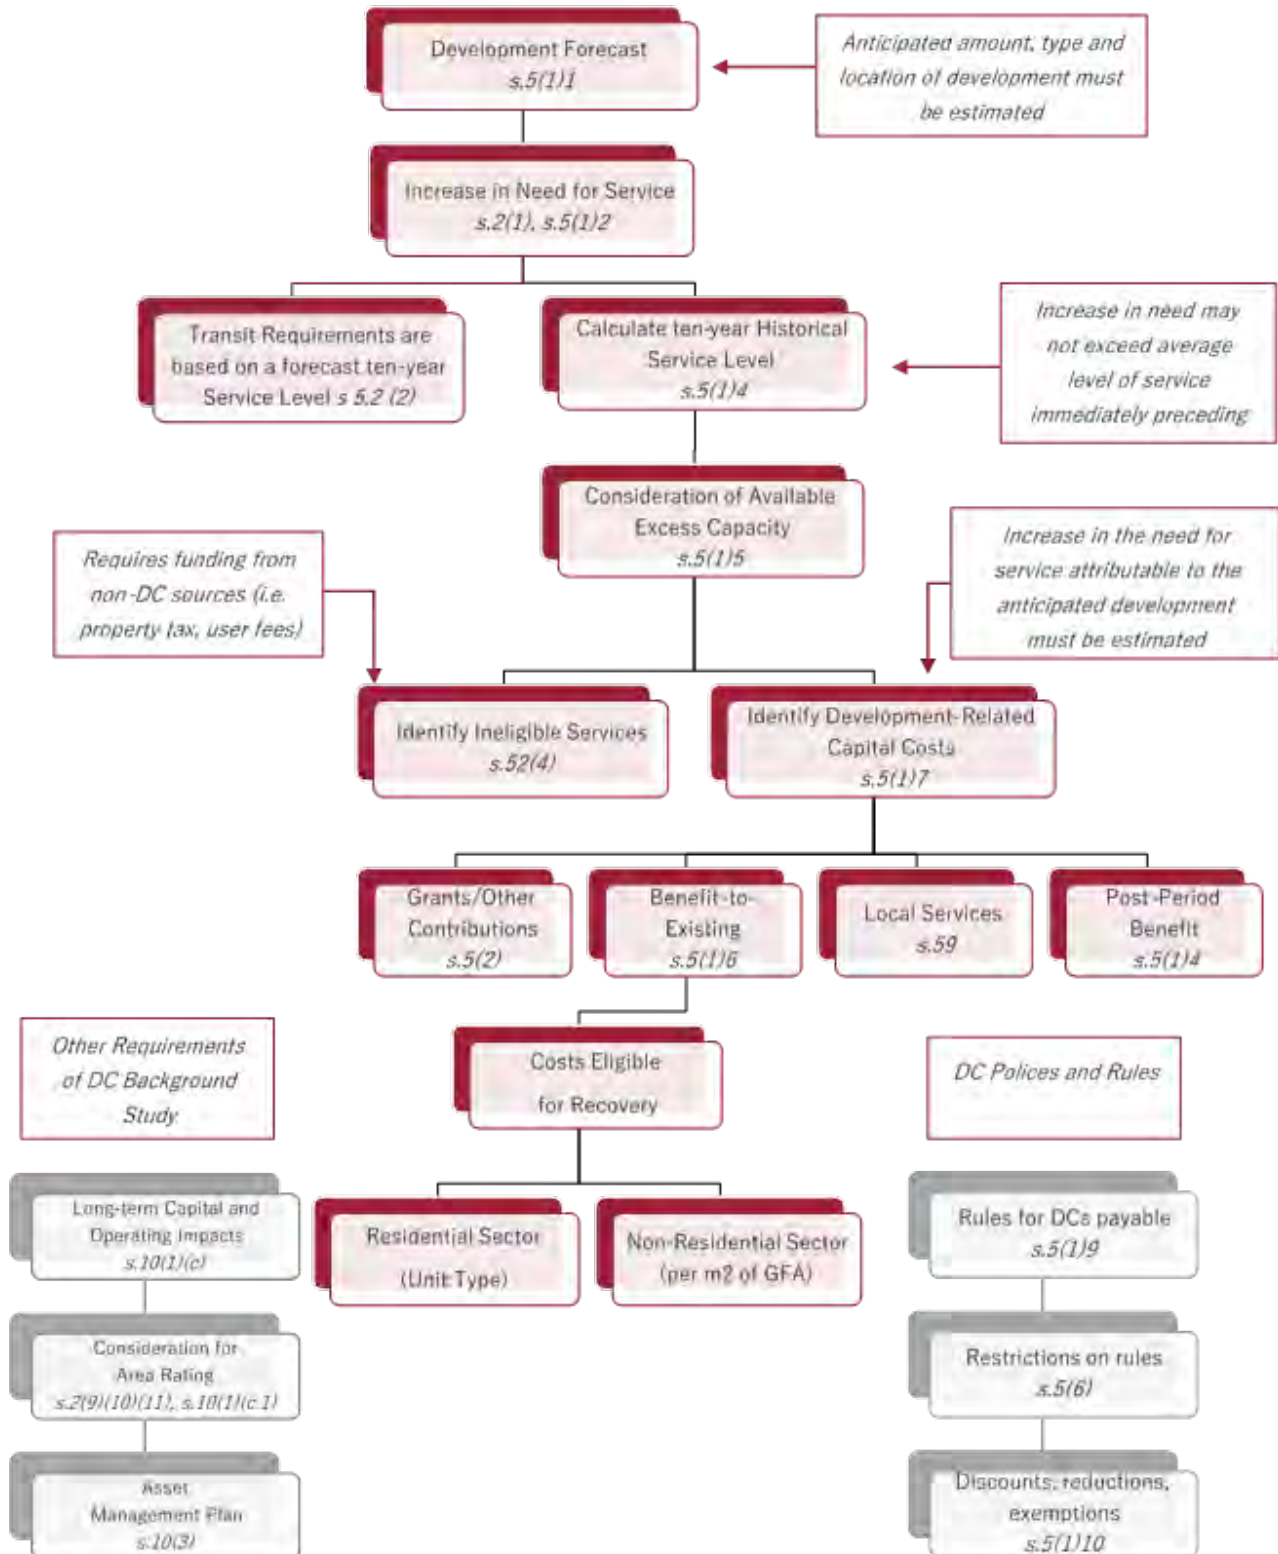 Development Forecast
s.5(1)1
Anticipated amount, type and
location of development must
be estimated
Increase in Need for Service
s.2(1), s.5(1)2
Transit Requirements are
based on a forecast ten-year
Service Level s 5.2 (2)
Calculate ten-year Historical
Service Level
s.5(1)4
Increase in need may
not exceed average
level of service
immediately preceding
Consideration of Available
Excess Capacity
s.5(1)5
Requires funding from
non-DC sources (i.e.
property tax, user fees)
Increase in the need for
service attributable to the
anticipated development
must be estimated
Identify Ineligible Services
s.52(4)
Identify Development-Related
Capital Costs
s.5(1)7
Grants/Other
Contributions
s.5(2)
Benefit-to-
Existing
s.5(1)6
Local Services
s.59
Post-Period
Benefit
s.5(1)4
Costs Eligible
for Recovery
Residential Sector
(Unit Type)
Non-Residential Sector
(per m2 of GFA)
Other Requirements
of DC Background
Study
Long-term Capital and
Operating Impacts
s.10(1)(c)
Consideration for
Area Rating
s.2(9)(10)(11), s.10(1)(c.1)
Asset
Management Plan
s.10(3)
DC Polices and Rules
Rules for DCs payable
s.5(1)9
Restrictions on rules
s.5(6)
Discounts, reductions,
exemptions
s.5(1)10